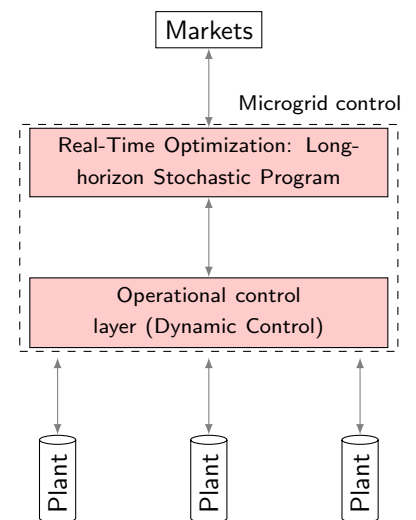 Markets
Microgrid control
Real-Time Optimization: Long-
horizon Stochastic Program
Operational control
layer (Dynamic Control)
Plant
Plant
Plant